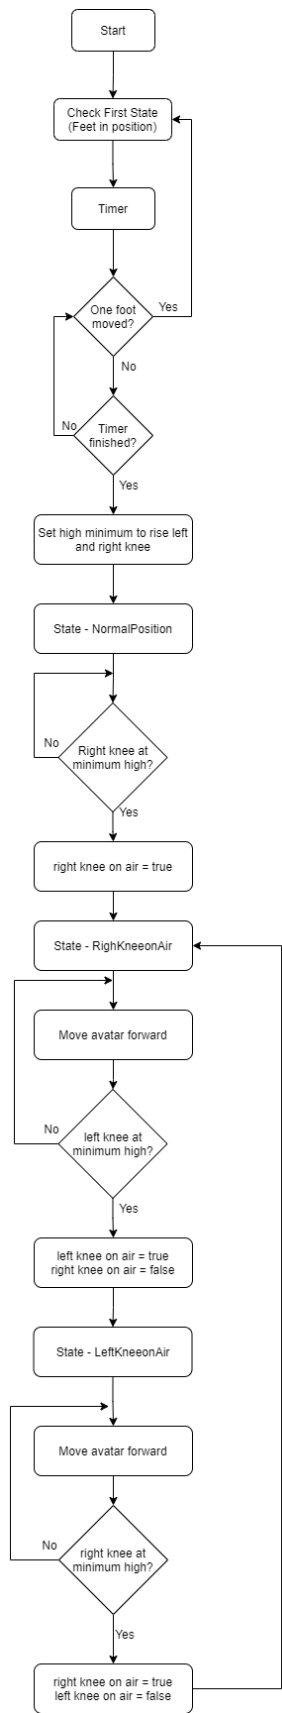 Start
Check First State
(Feet in position)
Timer
One foot
moved?
Yes
No
Timer
finished?
No
Yes
Set high minimum to rise left
and right knee
State - NormalPosition
Right knee at
minimum high?
No
Yes
right knee on air = true
State - RighKneeonAir
Move avatar forward
left knee at
minimum high?
No
Yes
left knee on air = true
right knee on air = false
State - LeftKneeonAir
Move avatar forward
right knee at
minimum high?
No
Yes
right knee on air = true
left knee on air = false